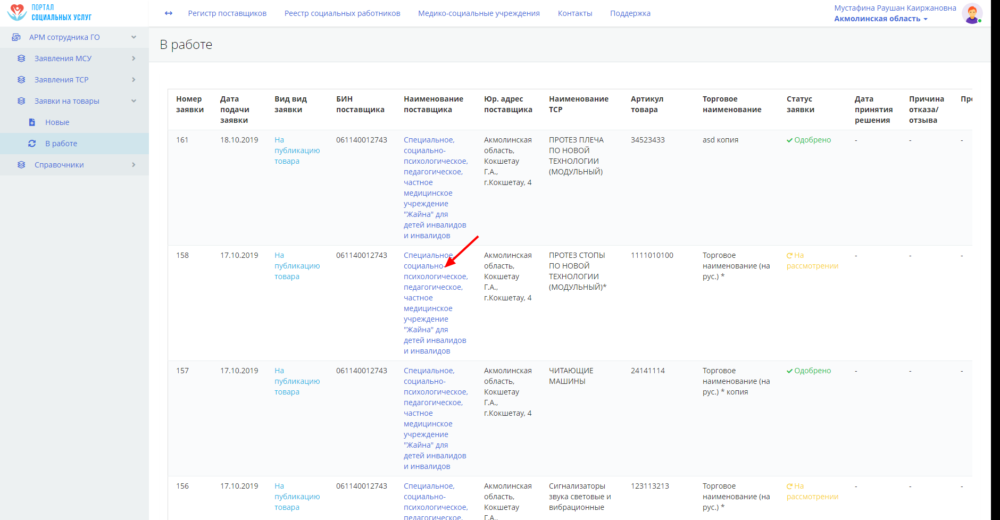 ПОРТАЛ
СОЦИАЛЬНЫХ УСЛУГ
Регистр поставщиков
Реестр социальных работников
Медико-социальные учреждения
Контакты
Поддержка
Мустафина Раушан Каиржановна
Акмолинская область
АРМ сотрудника ГО
Заявления МСУ
Заявления ТСР
Заявки на товары
Новые
В работе
Справочники
В работе
Номер
заявки
Дата
подачи
заявки
Вид вид
заявки
БИН
поставщика
Наименование
поставщика
Юр. адрес
поставщика
Наименование
ТСР
Артикул
товара
Торговое
наименование
Статус
заявки
Дата
принятия
решения
Причина
отказа/
отзыва
161
18.10.2019
На
публикацию
товара
061140012743
Специальное,
социально-
психологическое,
педагогическое,
частное
медицинское
учреждение
"Жайна" для
детей инвалидов
и инвалидов
Акмолинская
область,
Кокшетау
Г.А.,
г.Кокшетау, 4
ПРОТЕЗ ПЛЕЧА
ПО НОВОЙ
ТЕХНОЛОГИИ
(МОДУЛЬНЫЙ)
34523433
asd копия
Одобрено
-
-
-
158
17.10.2019
На
публикацию
товара
061140012743
Специальное,
социально-
психологическое,
педагогическое,
частное
медицинское
учреждение
"Жайна" для
детей инвалидов
и инвалидов
Акмолинская
область,
Кокшетау
Г.А.,
г.Кокшетау, 4
ПРОТЕЗ СТОПЫ
ПО НОВОЙ
ТЕХНОЛОГИИ
(МОДУЛЬНЫЙ)*
1111010100
Торговое
наименование (на
рус.) *
На
рассмотрении
-
-
-
157
17.10.2019
На
публикацию
товара
061140012743
Специальное,
социально-
психологическое,
педагогическое,
частное
медицинское
учреждение
"Жайна" для
детей инвалидов
и инвалидов
Акмолинская
область,
Кокшетау
Г.А.,
г.Кокшетау, 4
ЧИТАЮЩИЕ
МАШИНЫ
24141114
Торговое
наименование (на
рус.) * копия
Одобрено
-
-
-
156
17.10.2019
На
публикацию
товара
061140012743
Специальное,
социально-
психологическое,
педагогическое,
Акмолинская
область,
Кокшетау
Г.А.,
Сигнализаторы
звука световые и
вибрационные
123113213
Торговое
наименование (на
рус.) *
На
рассмотрении
-
-
-